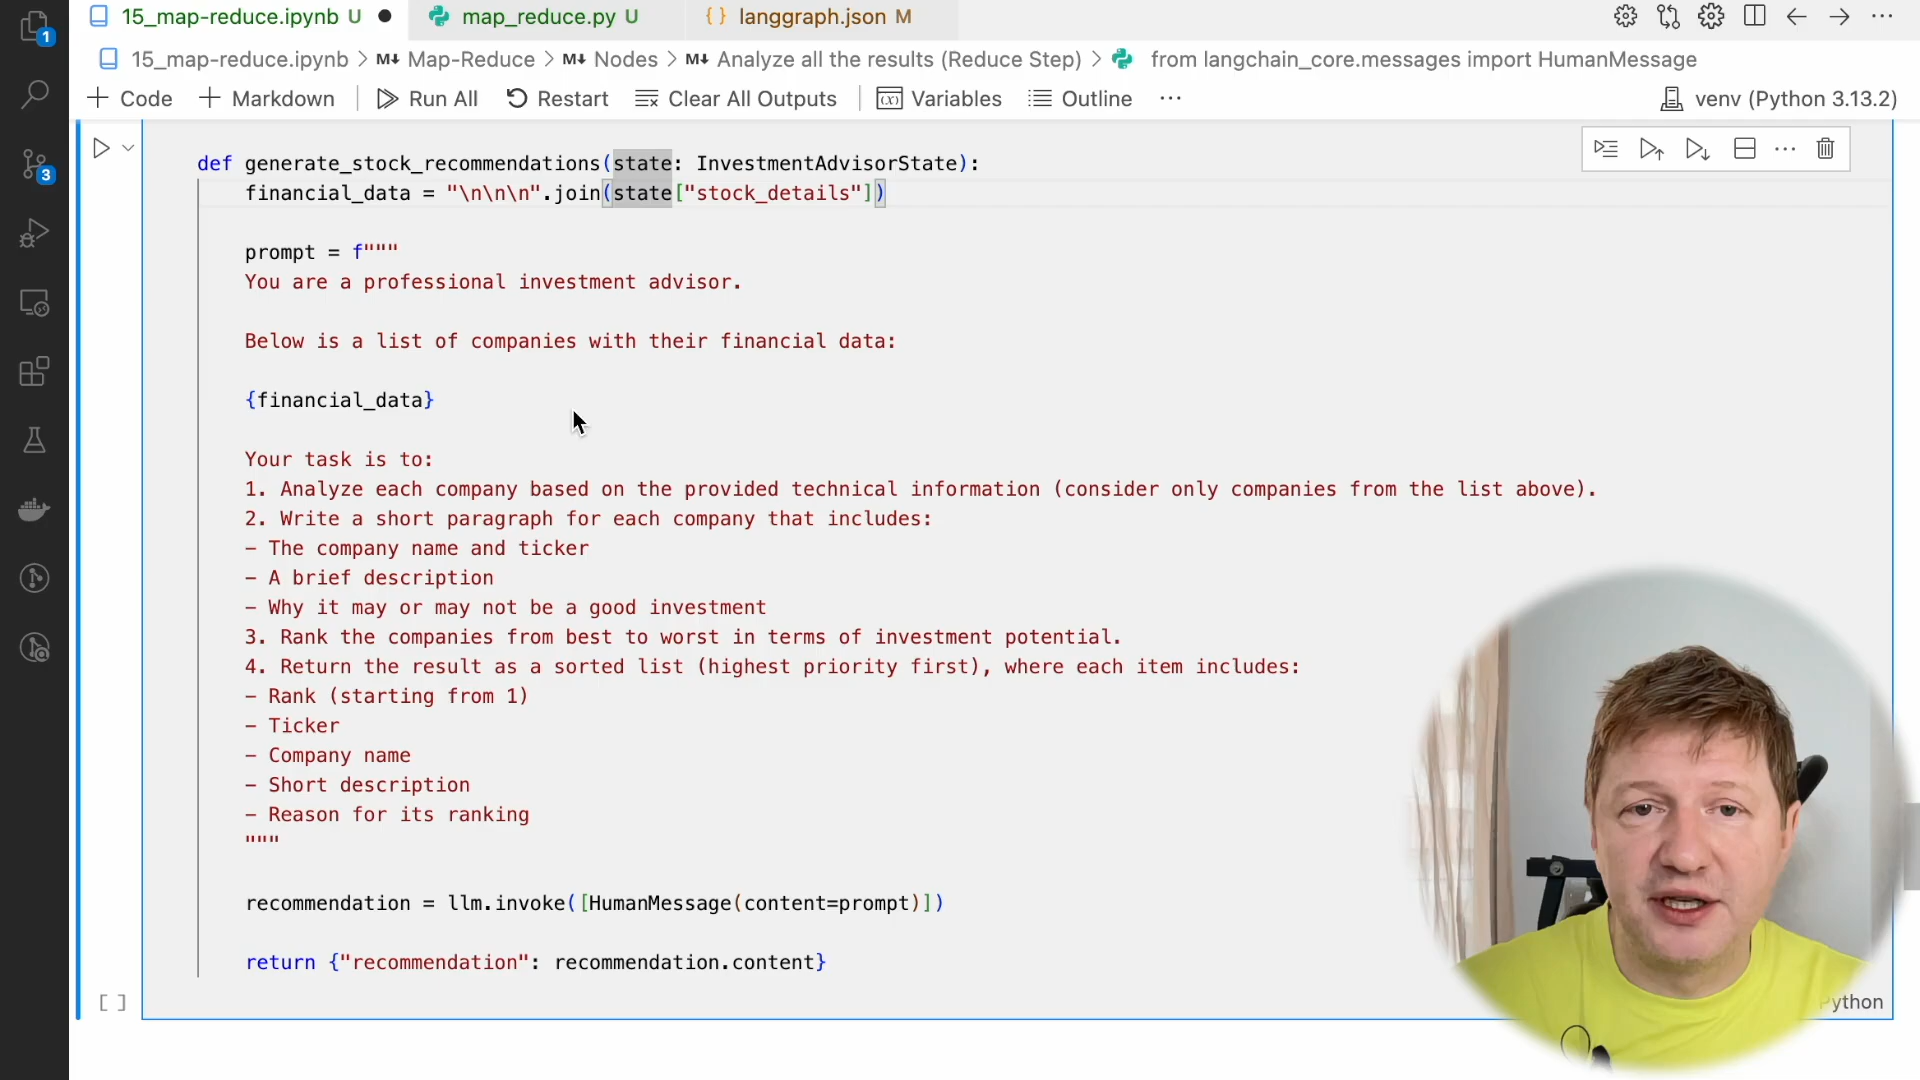 15_map-reduce.ipynb U ● map_reduce.py U {} langgraph.json M
15_map-reduce.ipynb > M↓ Map-Reduce > M↓ Nodes > M↓ Analyze all the results (Reduce Step) > from langchain_core.messages import HumanMessage
+ Code + Markdown Run All Restart Clear All Outputs (x) Variables Outline ··· venv (Python 3.13.2)
1
3
def generate_stock_recommendations(state: InvestmentAdvisorState):
financial_data = "\n\n\n".join(state["stock_details"])
prompt = f"""
You are a professional investment advisor.
Below is a list of companies with their financial data:
{financial_data}
Your task is to:
1. Analyze each company based on the provided technical information (consider only companies from the list above).
2. Write a short paragraph for each company that includes:
- The company name and ticker
- A brief description
- Why it may or may not be a good investment
3. Rank the companies from best to worst in terms of investment potential.
4. Return the result as a sorted list (highest priority first), where each item includes:
- Rank (starting from 1)
- Ticker
- Company name
- Short description
- Reason for its ranking
"""
recommendation = llm.invoke([HumanMessage(content=prompt)])
return {"recommendation": recommendation.content}
[ ]
Python